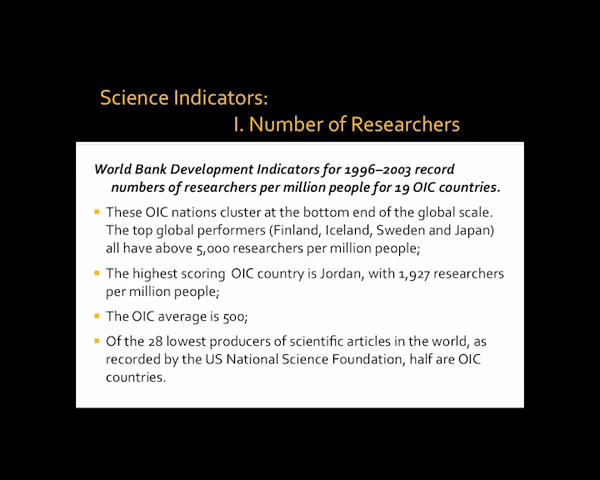 Science Indicators:
I. Number of Researchers
World Bank Development Indicators for 1996–2003 record
numbers of researchers per million people for 19 OIC countries.
These OIC nations cluster at the bottom end of the global scale.
The top global performers (Finland, Iceland, Sweden and Japan)
all have above 5,000 researchers per million people;
The highest scoring OIC country is Jordan, with 1,927 researchers
per million people;
The OIC average is 500;
Of the 28 lowest producers of scientific articles in the world, as
recorded by the US National Science Foundation, half are OIC
countries.